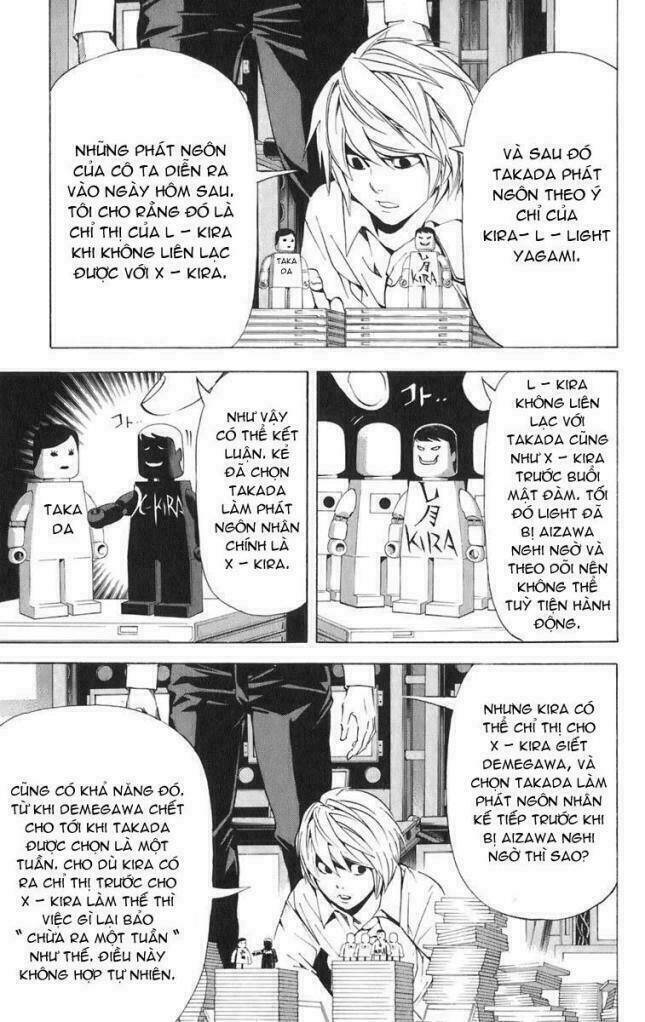 VÀ SAU ĐÓ
TAKADA PHÁT
NGÔN THEO Ý
CHỈ CỦA
KIRA- L - LIGHT
YAGAMI.
NHỮNG PHÁT NGÔN
CỦA CÔ TA DIỄN RA
VÀO NGÀY HÔM SAU.
TÔI CHO RẰNG ĐÓ LÀ
CHỈ THỊ CỦA L - KIRA
KHI KHÔNG LIÊN LẠC
ĐƯỢC VỚI X - KIRA.
TAKA
DA
L
月
KIRA
L - KIRA
KHÔNG LIÊN
LẠC VỚI
TAKADA CŨNG
NHƯ X - KIRA
TRƯỚC BUỔI
MẬT ĐÀM. TỐI
ĐÓ LIGHT ĐÃ
BỊ AIZAWA
NGHI NGỜ VÀ
THEO DÕI NÊN
KHÔNG THỂ
TUỲ TIỆN HÀNH
ĐỘNG.
コト..
L
月
KIRA
NHƯ VẬY
CÓ THỂ KẾT
LUẬN. KẺ
ĐÃ CHỌN
TAKADA
LÀM PHÁT
NGÔN NHÂN
CHÍNH LÀ
X - KIRA.
コト..
TAKA
DA
X-KIRA
NHƯNG KIRA CÓ
THỂ CHỈ THỊ CHO
X - KIRA GIẾT
DEMEGAWA, VÀ
CHỌN TAKADA LÀM
PHÁT NGÔN NHÂN
KẾ TIẾP TRƯỚC KHI
BỊ AIZAWA NGHI
NGỜ THÌ SAO?
CŨNG CÓ KHẢ NĂNG ĐÓ.
TỪ KHI DEMEGAWA CHẾT
CHO TỚI KHI TAKADA
ĐƯỢC CHỌN LÀ MỘT
TUẦN. CHO DÙ KIRA CÓ
RA CHỈ THỊ TRƯỚC CHO
X - KIRA LÀM THẾ THÌ
VIỆC GÌ LẠI BẢO
" CHỪA RA MỘT TUẦN "
NHƯ THẾ. ĐIỀU NÀY
KHÔNG HỢP TỰ NHIÊN.